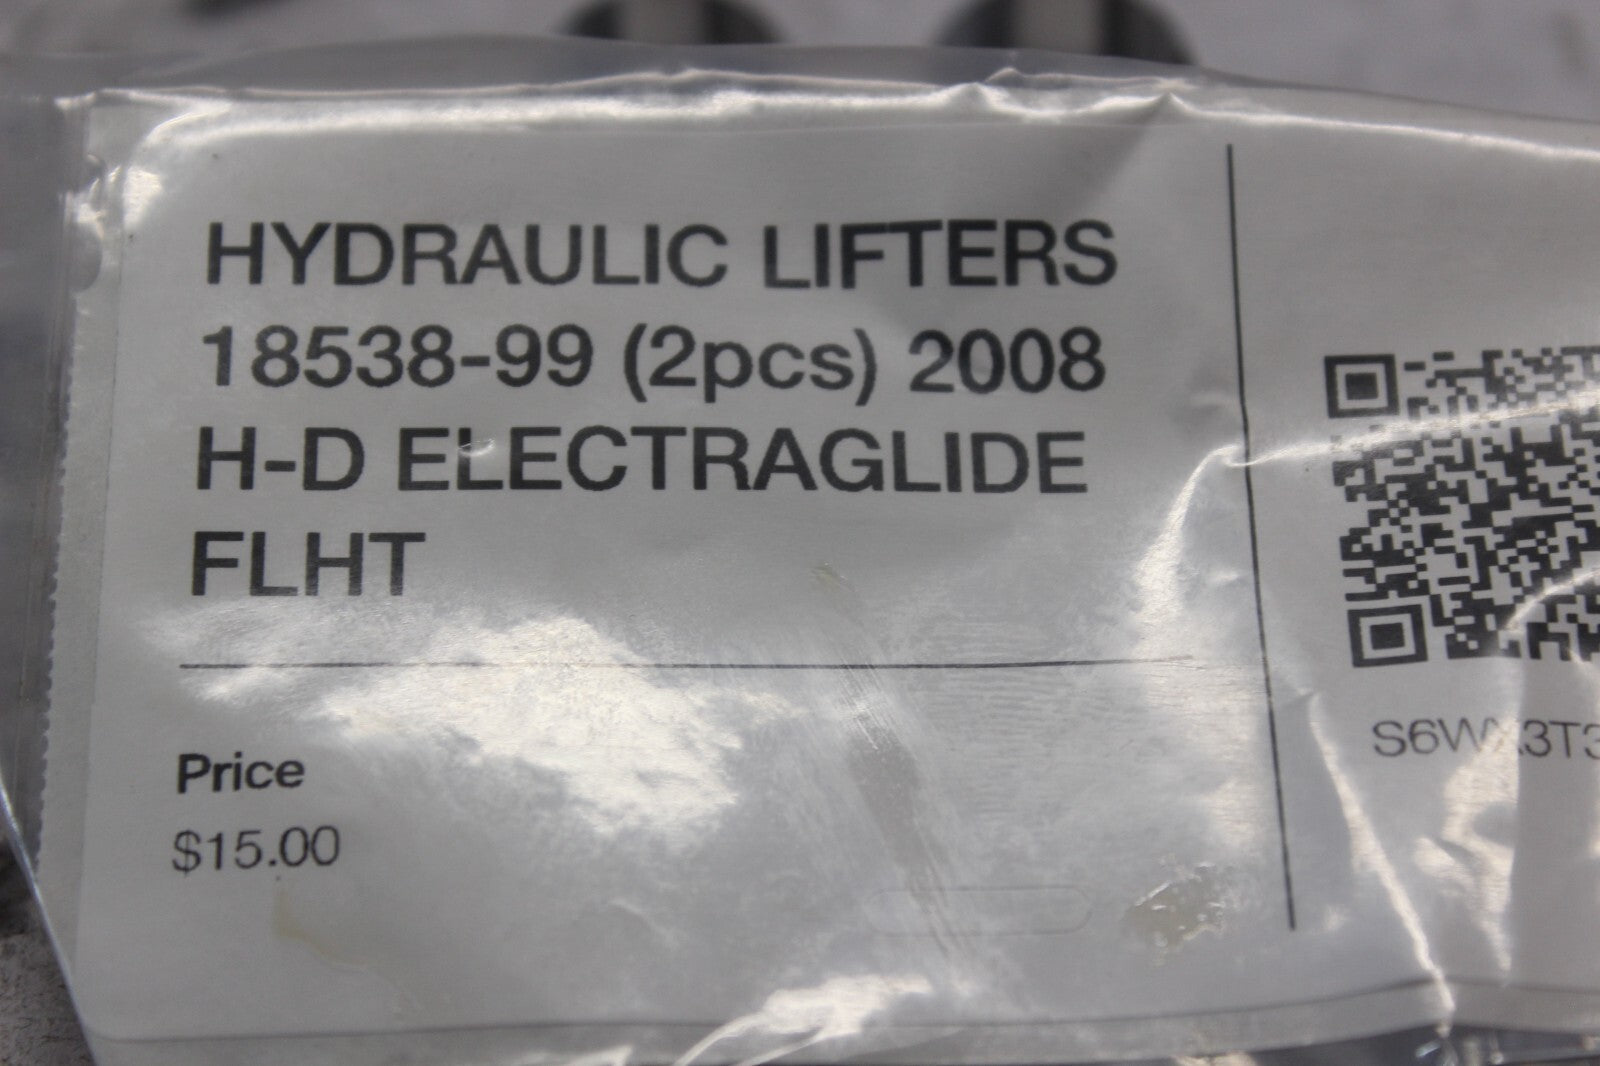 HYDRAULIC LIFTERS
18538-99 (2pcs) 2008
H-D ELECTRAGLIDE
FLHT
Price
$15.00